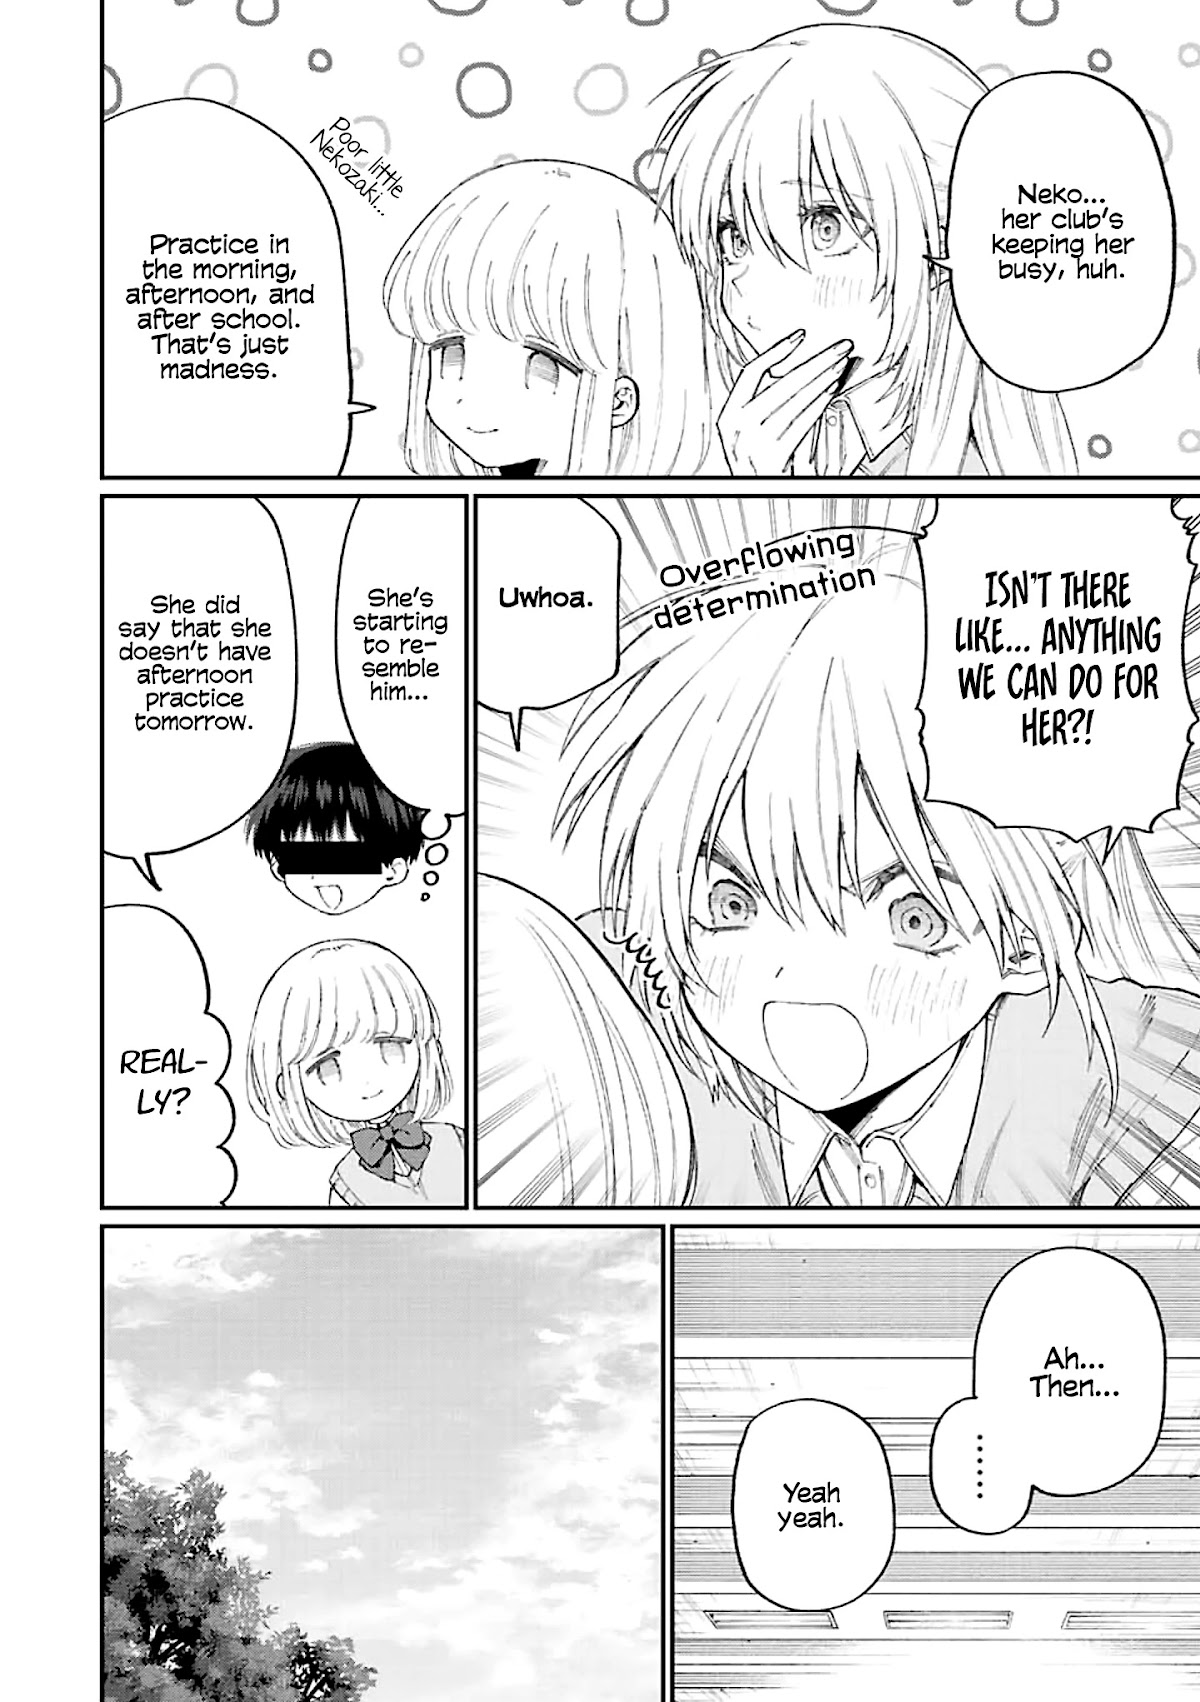 Neko...
her club's
keeping her
busy, huh.
Poor little
Nekozaki...
Practice in
the morning,
afternoon, and
after school.
That's just
madness.
ISN'T THERE
LIKE... ANYTHING
WE CAN DO FOR
HER?!
Overflowing
determination
Uwhoa.
She's
starting
to re-
semble
him...
She did
say that she
doesn't have
afternoon
practice
tomorrow.
REAL-
LY?
Ah...
Then...
......
Yeah
yeah.